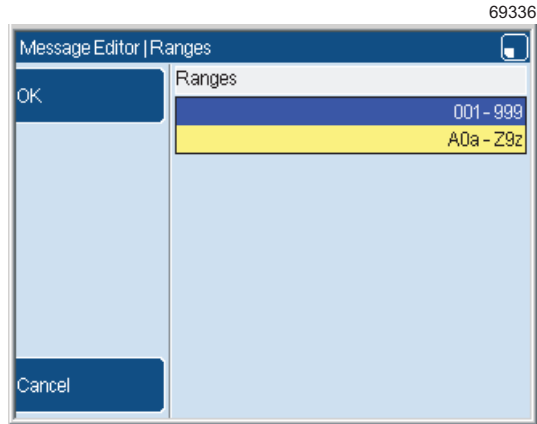 69336
Message Editor | Ranges
OK
Ranges
001 - 999
A0a - Z9z
Cancel